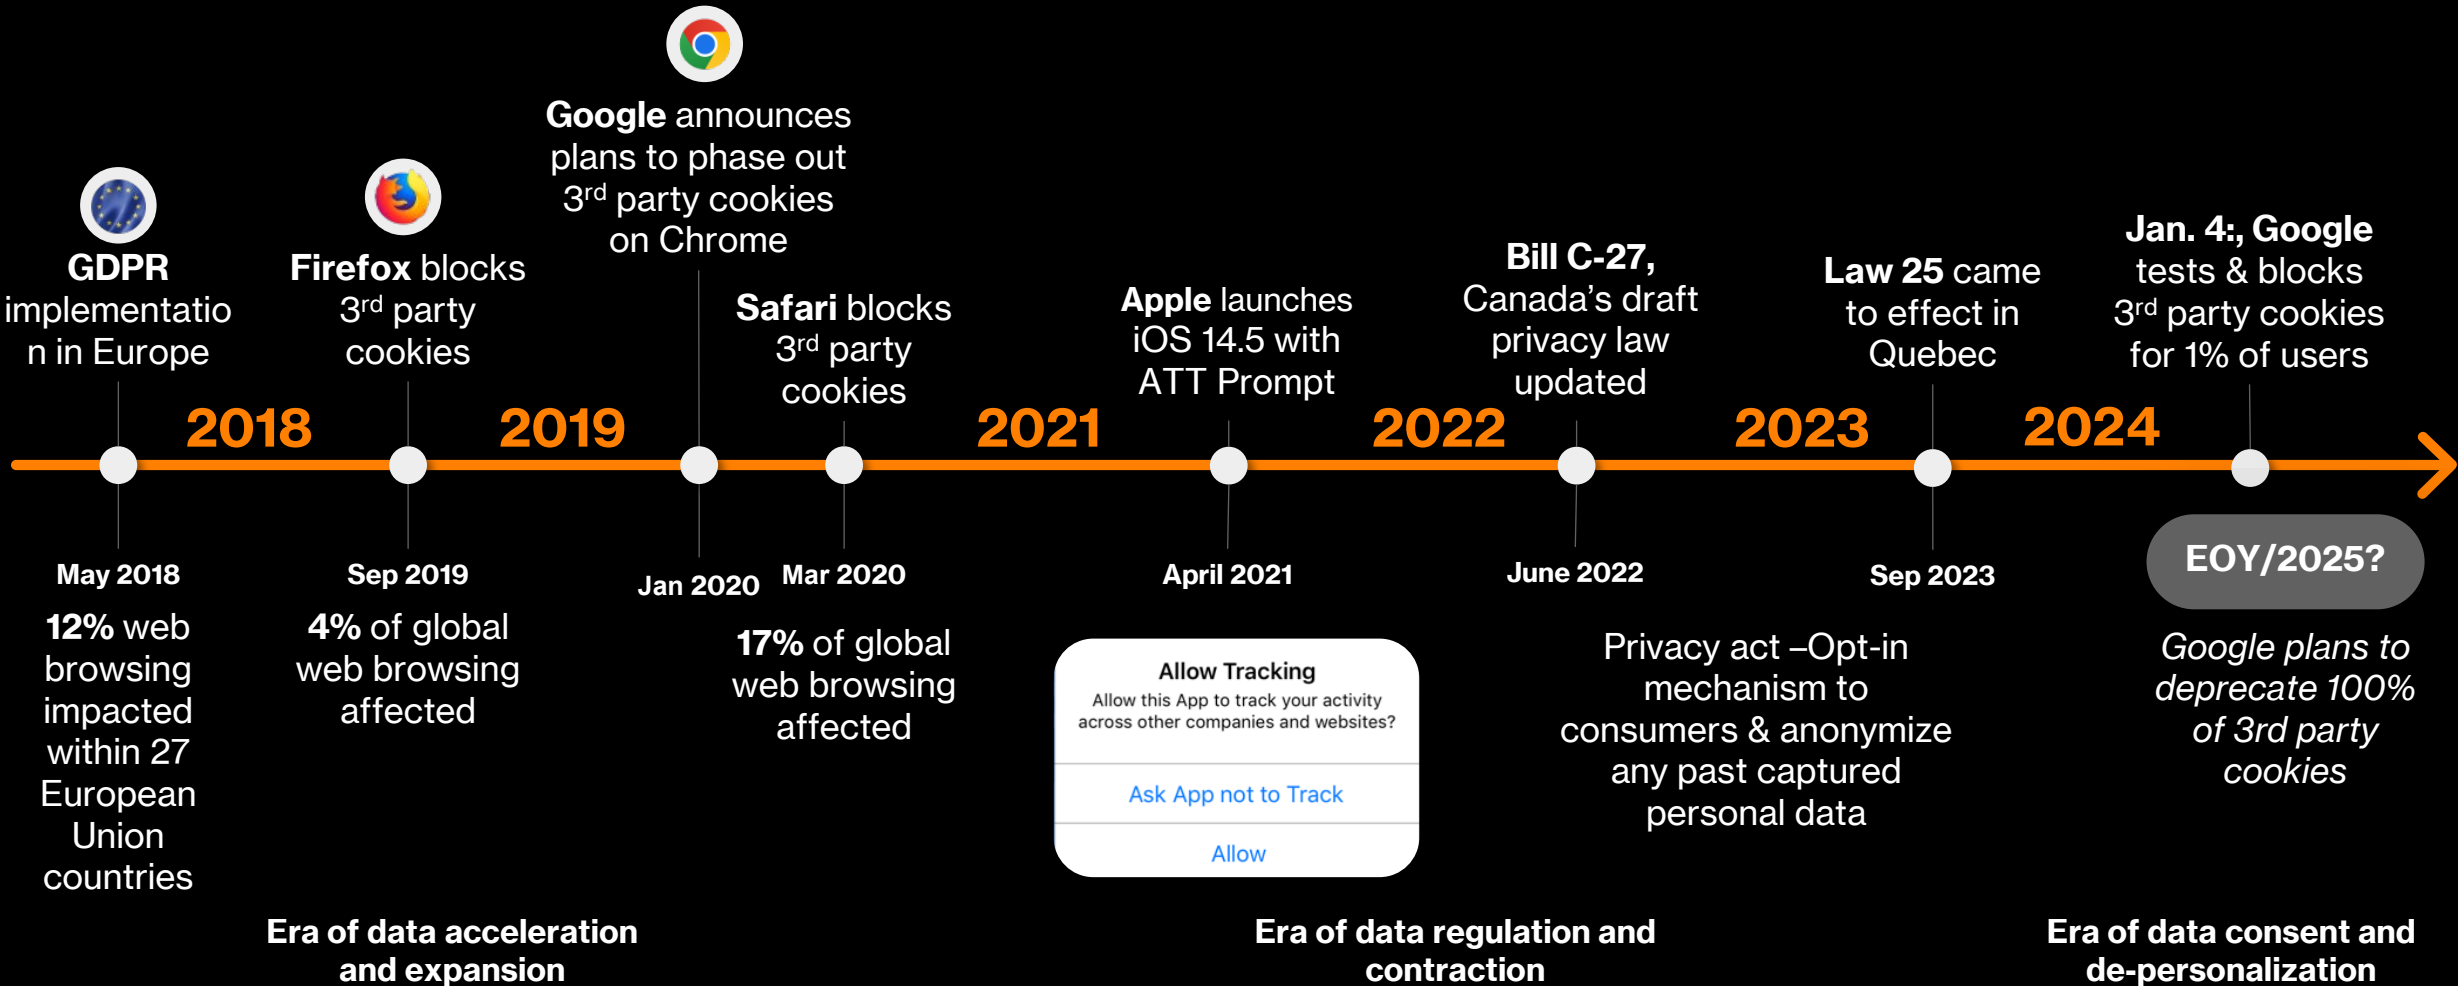 GDPR
implementatio
n in Europe
Firefox blocks
3rd party
cookies
Google announces
plans to phase out
3rd party cookies
on Chrome
Safari blocks
3rd party
cookies
Apple launches
iOS 14.5 with
ATT Prompt
Bill C-27,
Canada’s draft
privacy law
updated
Law 25 came
to effect in
Quebec
Jan. 4:, Google
tests & blocks
3rd party cookies
for 1% of users
2018
2019
2021
2022
2023
2024
May 2018
12% web
browsing
impacted
within 27
European
Union
countries
Sep 2019
4% of global
web browsing
affected
Jan 2020
Mar 2020
17% of global
web browsing
affected
April 2021
Allow Tracking
Allow this App to track your activity
across other companies and websites?
Ask App not to Track
Allow
June 2022
Sep 2023
Privacy act –Opt-in
mechanism to
consumers & anonymize
any past captured
personal data
EOY/2025?
Google plans to
deprecate 100%
of 3rd party
cookies
Era of data acceleration
and expansion
Era of data regulation and
contraction
Era of data consent and
de-personalization